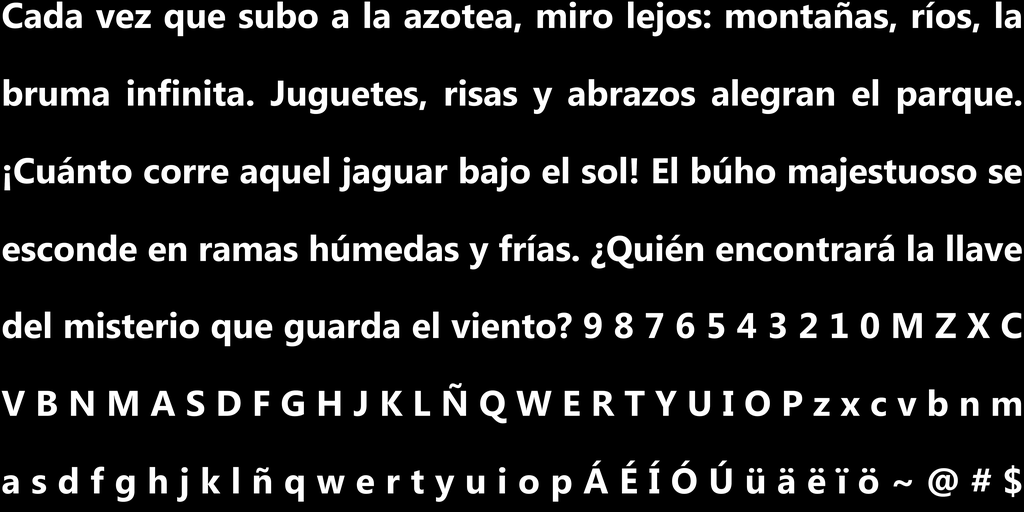 Cada vez que subo a la azotea, miro lejos: montañas, ríos, la
bruma infinita. Juguetes, risas y abrazos alegran el parque.
¡Cuánto corre aquel jaguar bajo el sol! El búho majestuoso se
esconde en ramas húmedas y frías. ¿Quién encontrará la llave
del misterio que guarda el viento? 9 8 7 6 5 4 3 2 1 0 M Z X C
V B N M A S D F G H J K L Ñ Q W E R T Y U I O P z x c v b n m
a s d f g h j k l ñ q w e r t y u i o p Á É Í Ó Ú ü ä ë ï ö ~ @ # $